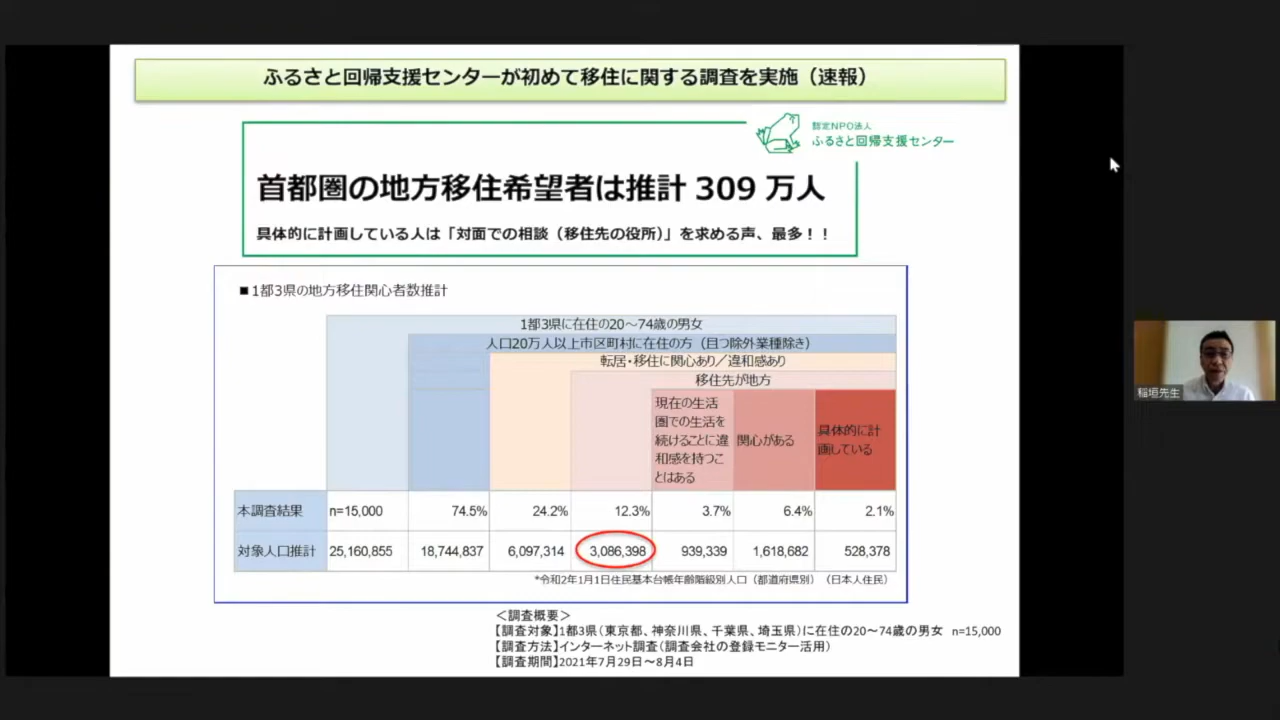 ふるさと回帰支援センターが初めて移住に関する調査を実施（速報）
認定NPO法人
ふるさと回帰支援センター
首都圏の地方移住希望者は推計 309 万人
具体的に計画している人は「対面での相談（移住先の役所）」を求める声、最多！！
■1都3県の地方移住関心者数推計
1都3県に在住の20～74歳の男女
人口20万人以上市区町村に在住の方（且つ除外業種除き）
転居・移住に関心あり／違和感あり
移住先が地方
現在の生活
圏での生活を
続けることに違
和感を持つこ
とはある
関心がある
具体的に計
画している
本調査結果 n=15,000 74.5% 24.2% 12.3% 3.7% 6.4% 2.1%
対象人口推計 25,160,855 18,744,837 6,097,314 3,086,398 939,339 1,618,682 528,378
*令和2年1月1日住民基本台帳年齢階級別人口（都道府県別）（日本人住民）
＜調査概要＞
【調査対象】1都3県（東京都、神奈川県、千葉県、埼玉県）に在住の20～74歳の男女 n=15,000
【調査方法】インターネット調査（調査会社の登録モニター活用）
【調査期間】2021年7月29日～8月4日
稲垣先生